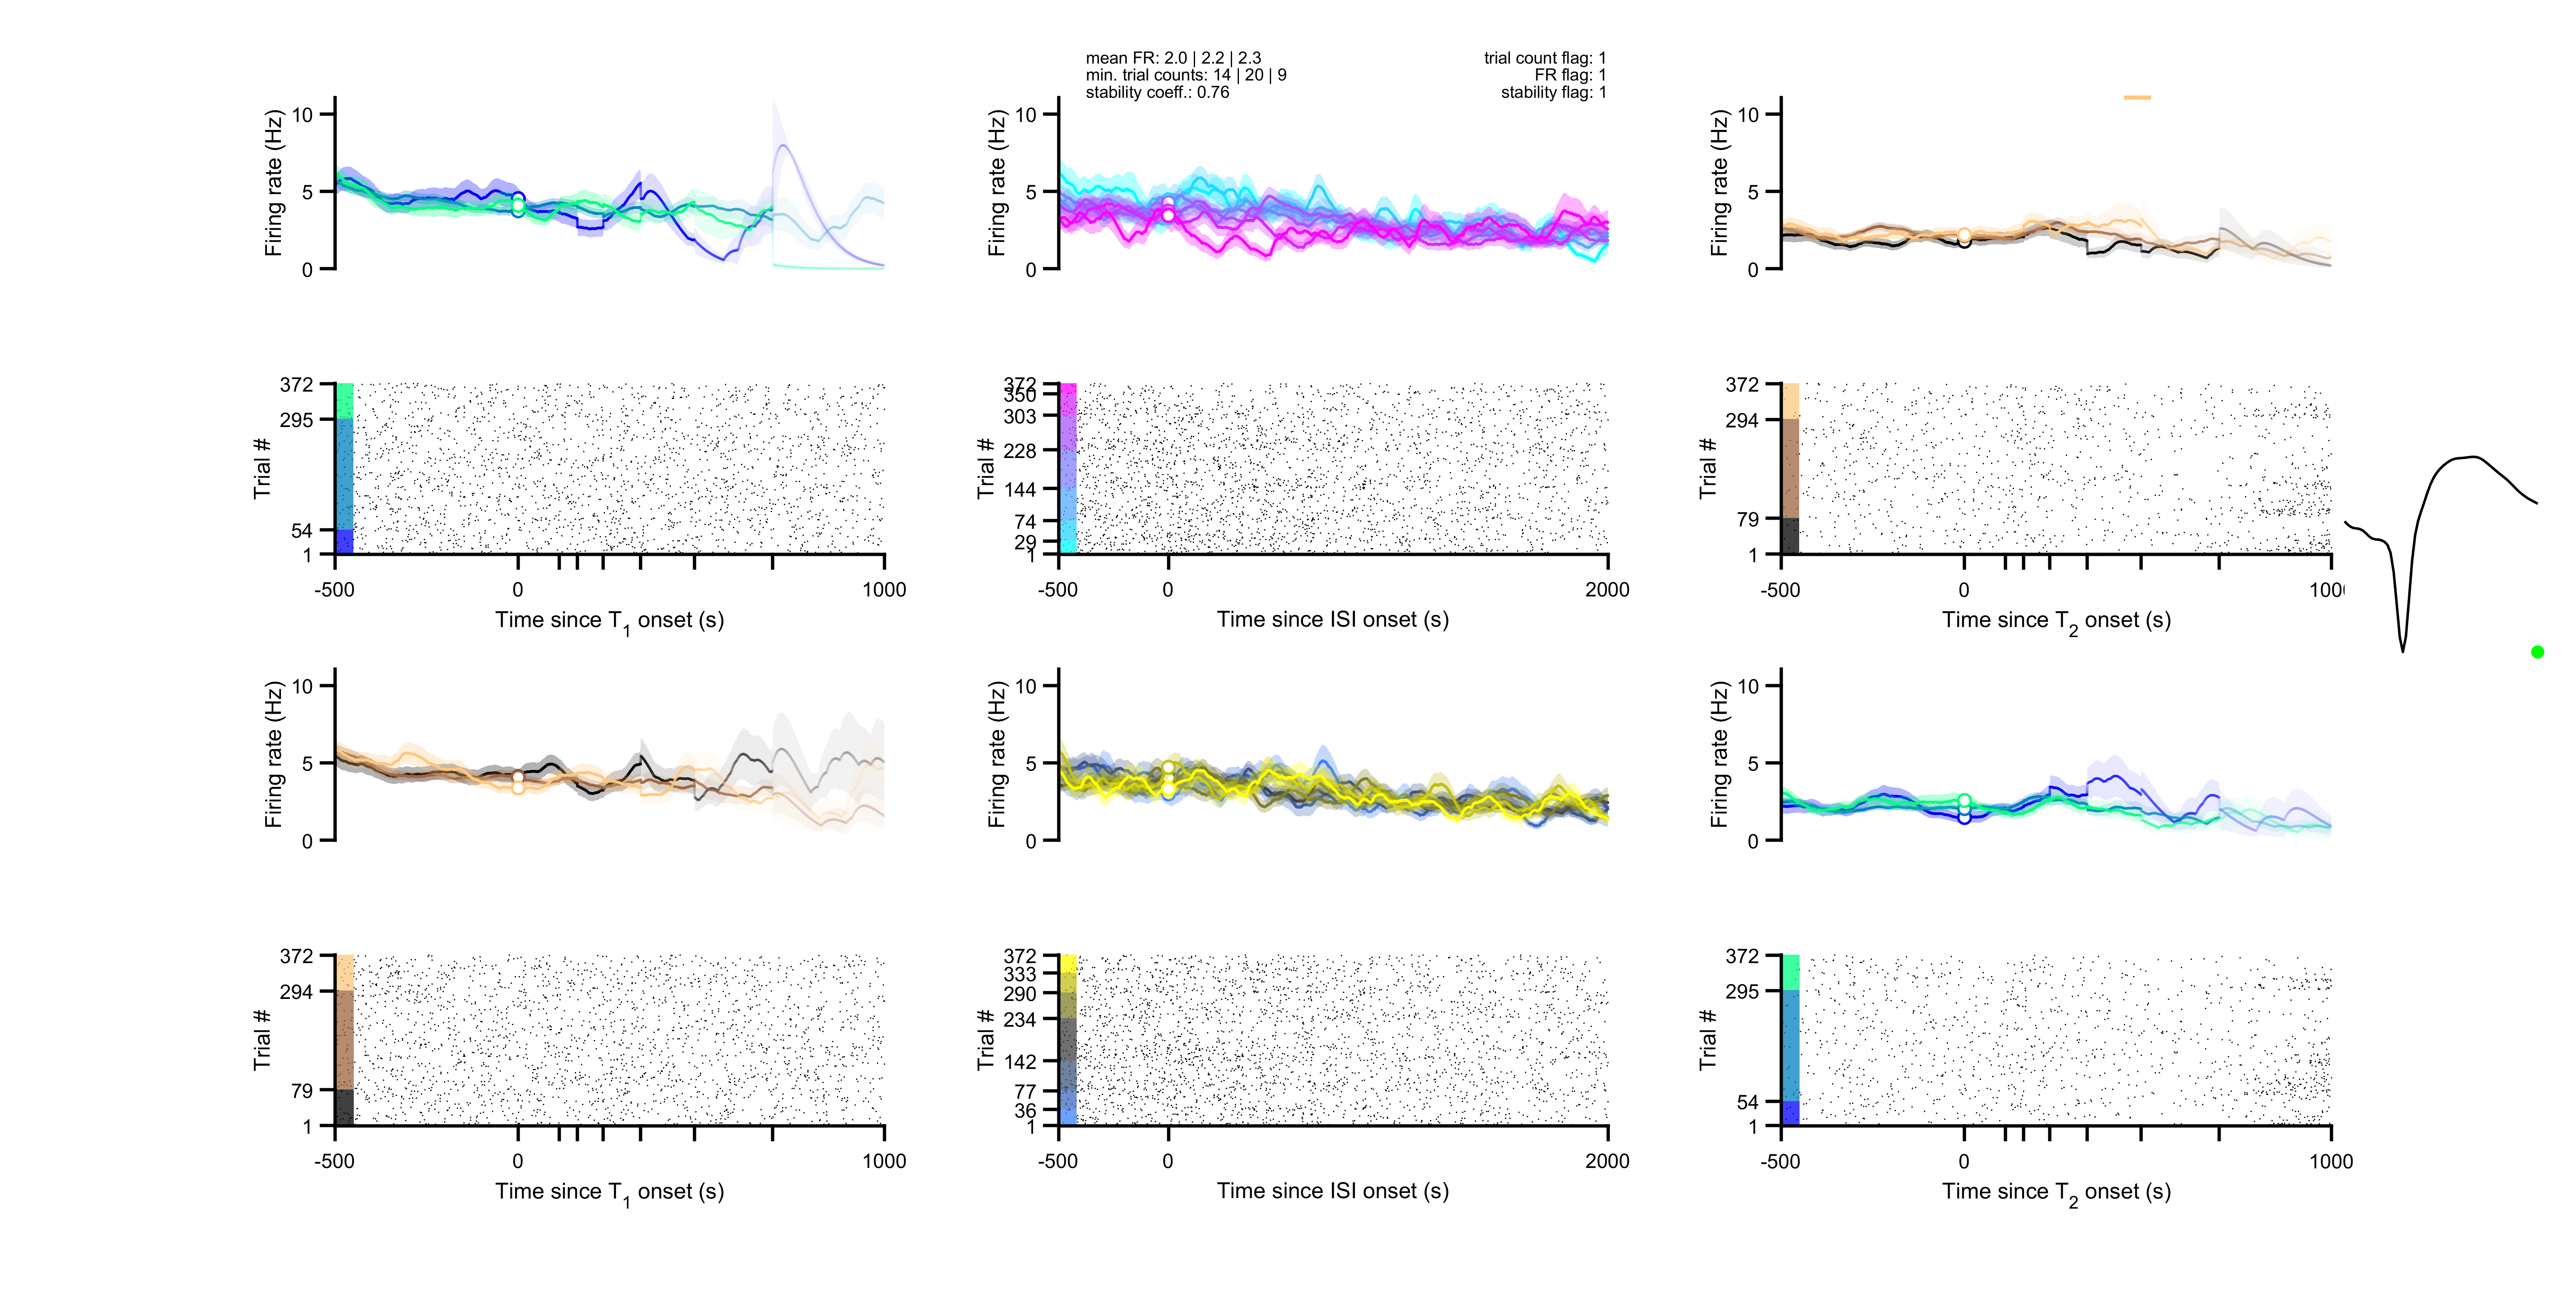 mean FR: 2.0 | 2.2 | 2.3
min. trial counts: 14 | 20 | 9
stability coeff.: 0.76
trial count flag: 1
FR flag: 1
stability flag: 1
Firing rate (Hz)
10
5
0
Firing rate (Hz)
10
5
0
Firing rate (Hz)
10
5
0
Trial #
372
295
54
1
-500
0
1000
Time since T1 onset (s)
Trial #
372
350
303
228
144
74
29
1
-500
0
2000
Time since ISI onset (s)
Trial #
372
294
79
1
-500
0
1000
Time since T2 onset (s)
Firing rate (Hz)
10
5
0
Firing rate (Hz)
10
5
0
Firing rate (Hz)
10
5
0
Trial #
372
294
79
1
-500
0
1000
Time since T1 onset (s)
Trial #
372
333
290
234
142
77
36
1
-500
0
2000
Time since ISI onset (s)
Trial #
372
295
54
1
-500
0
1000
Time since T2 onset (s)